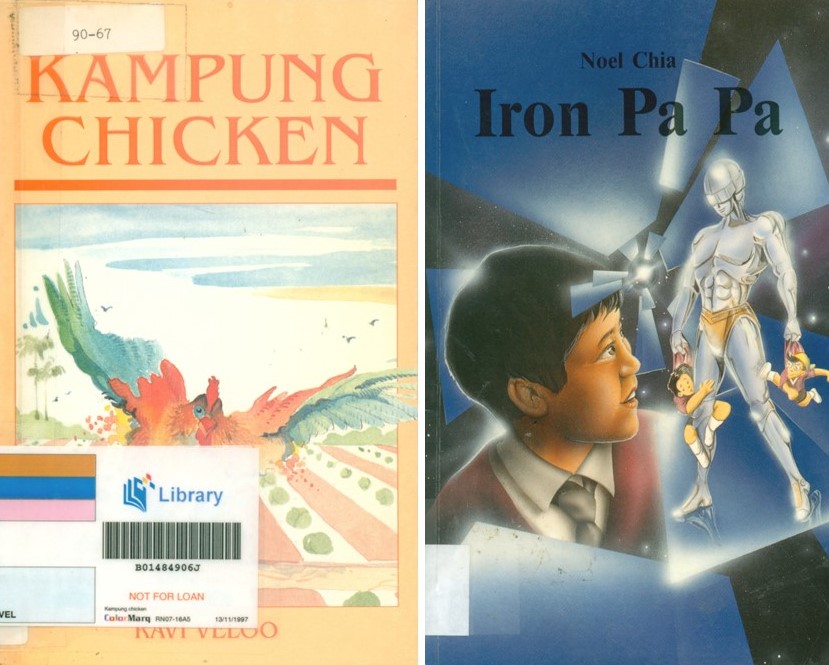 90-67
KAMPUNG
CHICKEN
Library
B01484906J
NOT FOR LOAN
Kampung chicken
ColorMarq RN07-16A5 13/11/1997
VEL
RAVI VELOO
Noel Chia
Iron Pa Pa